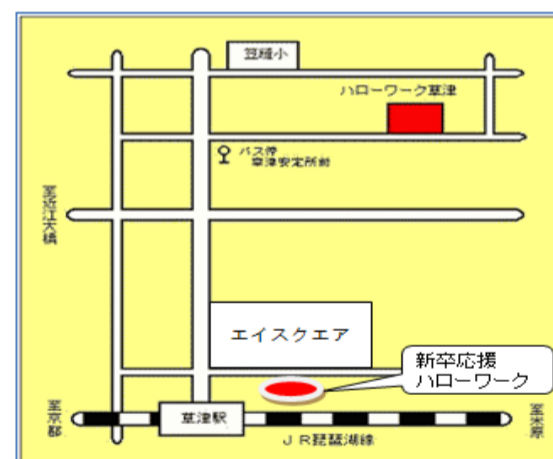 笠縫小
ハローワーク草津
バス停
草津安定所前
至近江大橋
エイスクエア
新卒応援
ハローワーク
至京都
草津駅
JR琵琶湖線
至米原